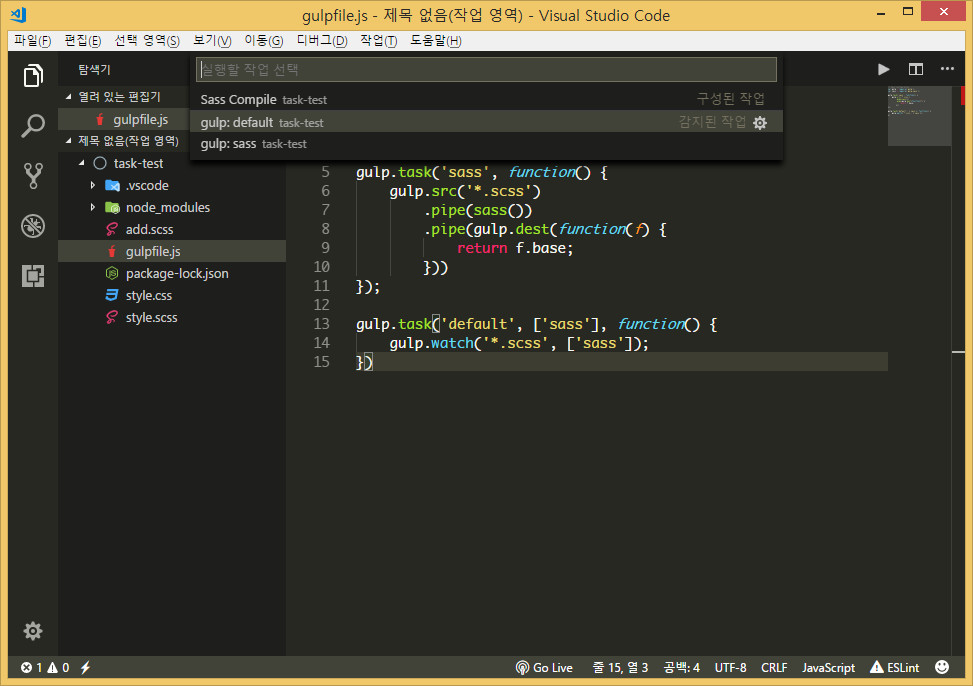 gulpfile.js - 제목 없음(작업 영역) - Visual Studio Code
파일(F) 편집(E) 선택 영역(S) 보기(V) 이동(G) 디버그(D) 작업(T) 도움말(H)
탐색기
열려 있는 편집기
gulpfile.js
제목 없음(작업 영역)
task-test
.vscode
node_modules
add.scss
gulpfile.js
package-lock.json
style.css
style.scss
실행할 작업 선택
Sass Compile task-test 구성된 작업
gulp: default task-test 감지된 작업
gulp: sass task-test
5 gulp.task('sass', function() {
6 gulp.src('*.scss')
7 .pipe(sass())
8 .pipe(gulp.dest(function(f) {
9 return f.base;
10 }))
11 });
12
13 gulp.task('default', ['sass'], function() {
14 gulp.watch('*.scss', ['sass']);
15 })
1 0 Go Live 줄 15, 열 3 공백: 4 UTF-8 CRLF JavaScript ESLint